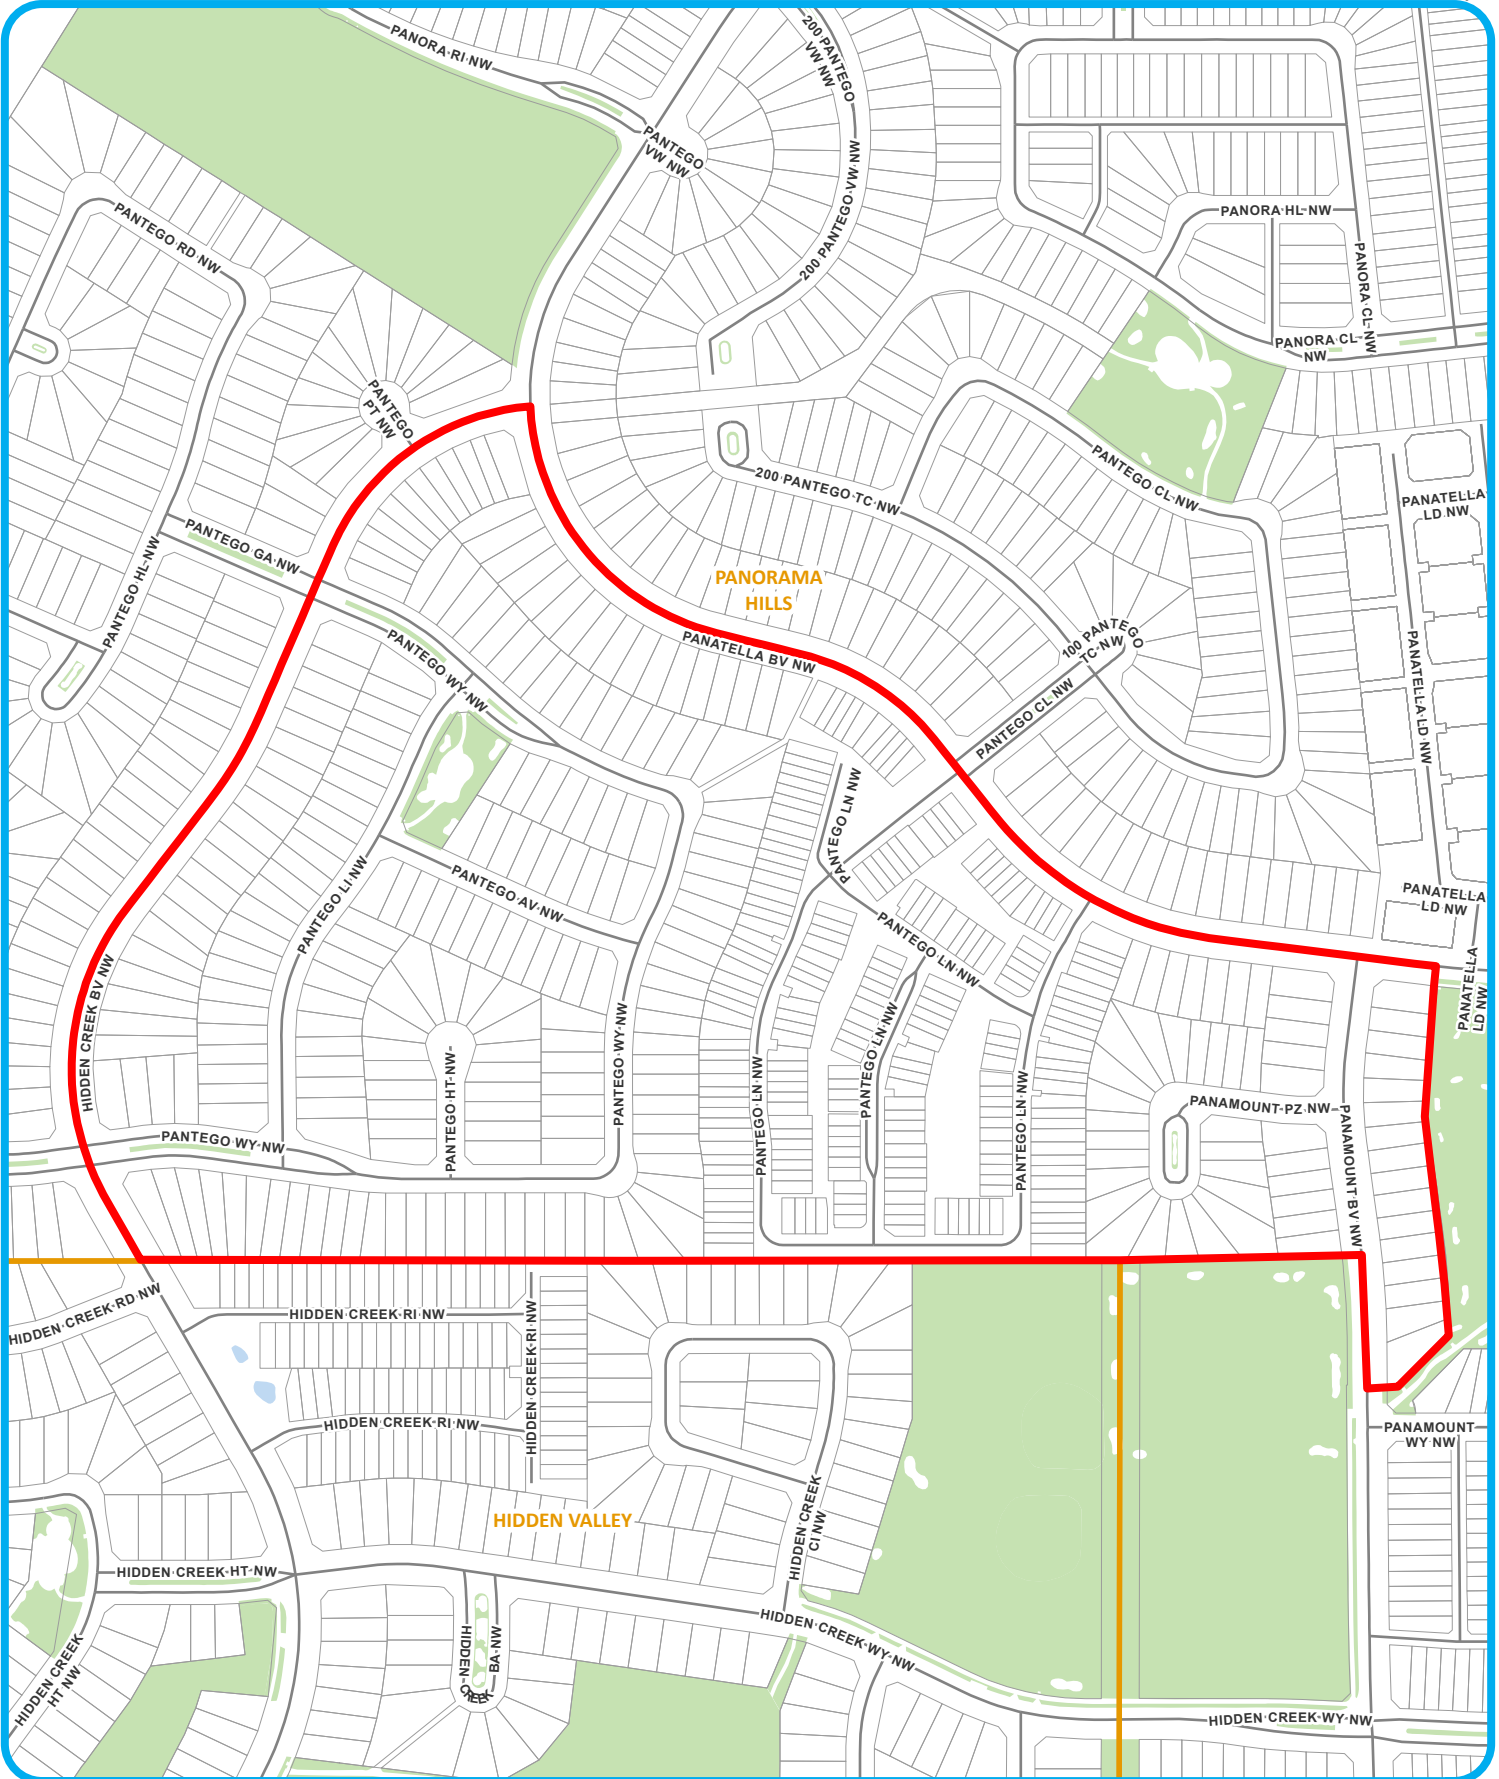 PANORA RI NW
200 PANTEGO
VW NW
PANTEGO
VW NW
200 PANTEGO VW NW
PANORA HL NW
PANTEGO RD NW
PANORA CL NW
PANORA CL
NW
PANTEGO
PT NW
PANTEGO CL NW
200 PANTEGO TC NW
PANATELLA
LD NW
PANTEGO GA NW
PANTEGO HL NW
PANORAMA
HILLS
100 PANTEGO
TC NW
PANATELLA BV NW
PANTEGO WY NW
PANATELLA LD NW
PANTEGO CL NW
PANTEGO LN NW
PANTEGO AV NW
PANTEGO LI NW
PANATELLA
LD NW
PANTEGO LN NW
PANATELLA
LD NW
HIDDEN CREEK BV NW
PANTEGO LN NW
PANTEGO WY NW
PANTEGO HT NW
PANTEGO LN NW
PANTEGO LN NW
PANAMOUNT PZ NW
PANAMOUNT BV NW
PANTEGO WY NW
HIDDEN CREEK RD NW
HIDDEN CREEK RI NW
HIDDEN CREEK RI NW
HIDDEN CREEK RI NW
PANAMOUNT
WY NW
HIDDEN CREEK
CI NW
HIDDEN VALLEY
HIDDEN CREEK HT NW
HIDDEN CREEK WY NW
HIDDEN
CREEK
BA NW
HIDDEN CREEK
HT NW
HIDDEN CREEK WY NW